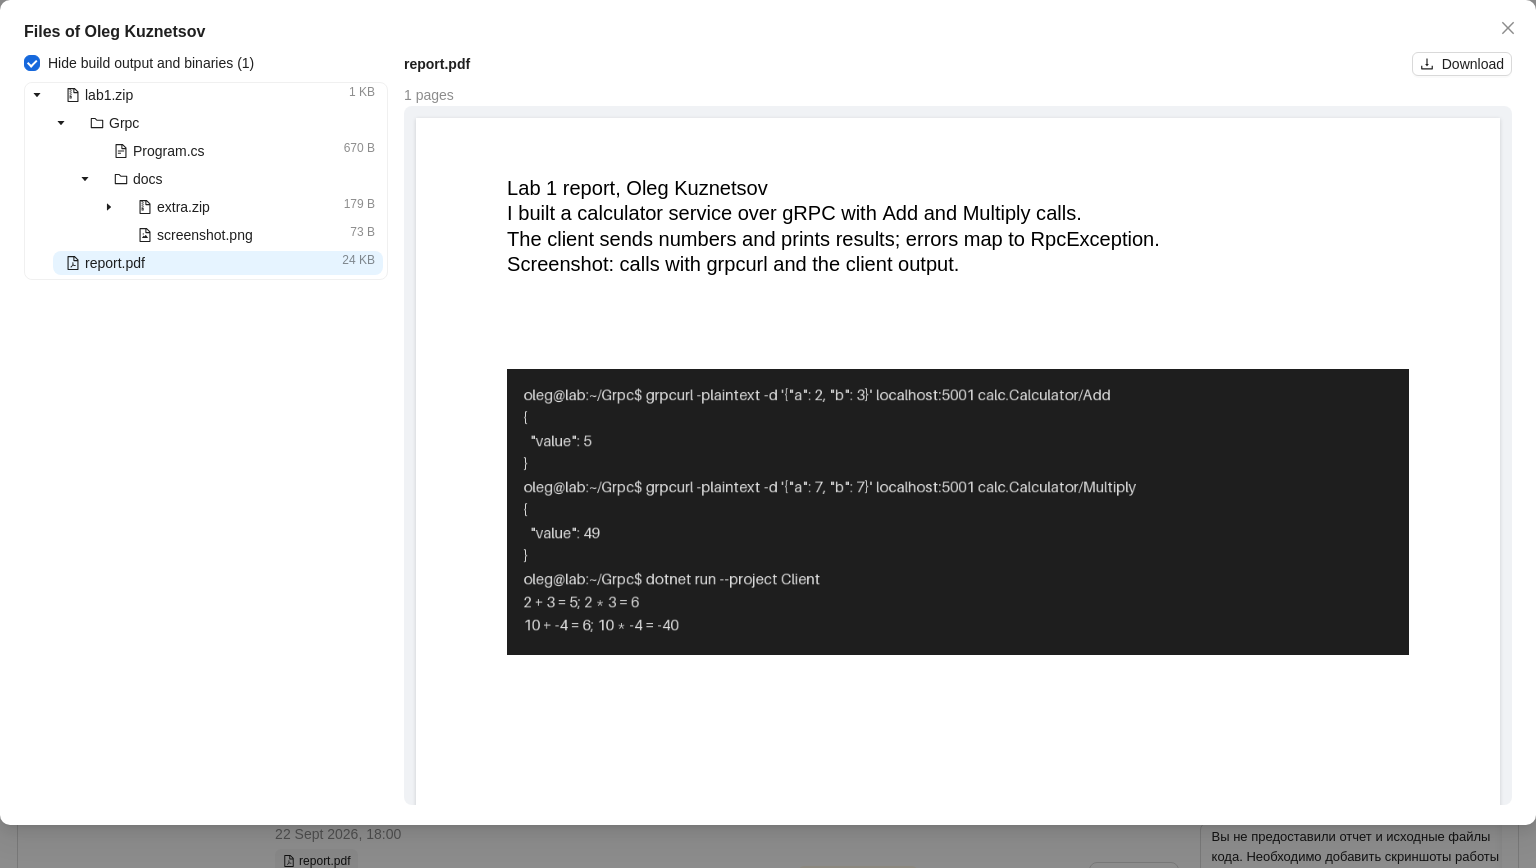 Files of Oleg Kuznetsov
Hide build output and binaries (1)
lab1.zip 1 KB
Grpc
Program.cs 670 B
docs
extra.zip 179 B
screenshot.png 73 B
report.pdf 24 KB
report.pdf
Download
1 pages
Lab 1 report, Oleg Kuznetsov
I built a calculator service over gRPC with Add and Multiply calls.
The client sends numbers and prints results; errors map to RpcException.
Screenshot: calls with grpcurl and the client output.
oleg@lab:~/Grpc$ grpcurl -plaintext -d '{"a": 2, "b": 3}' localhost:5001 calc.Calculator/Add
{
"value": 5
}
oleg@lab:~/Grpc$ grpcurl -plaintext -d '{"a": 7, "b": 7}' localhost:5001 calc.Calculator/Multiply
{
"value": 49
}
oleg@lab:~/Grpc$ dotnet run --project Client
2 + 3 = 5; 2 * 3 = 6
10 + -4 = 6; 10 * -4 = -40
22 Sept 2026, 18:00
report.pdf
Вы не предоставили отчет и исходные файлы
кода. Необходимо добавить скриншоты работы